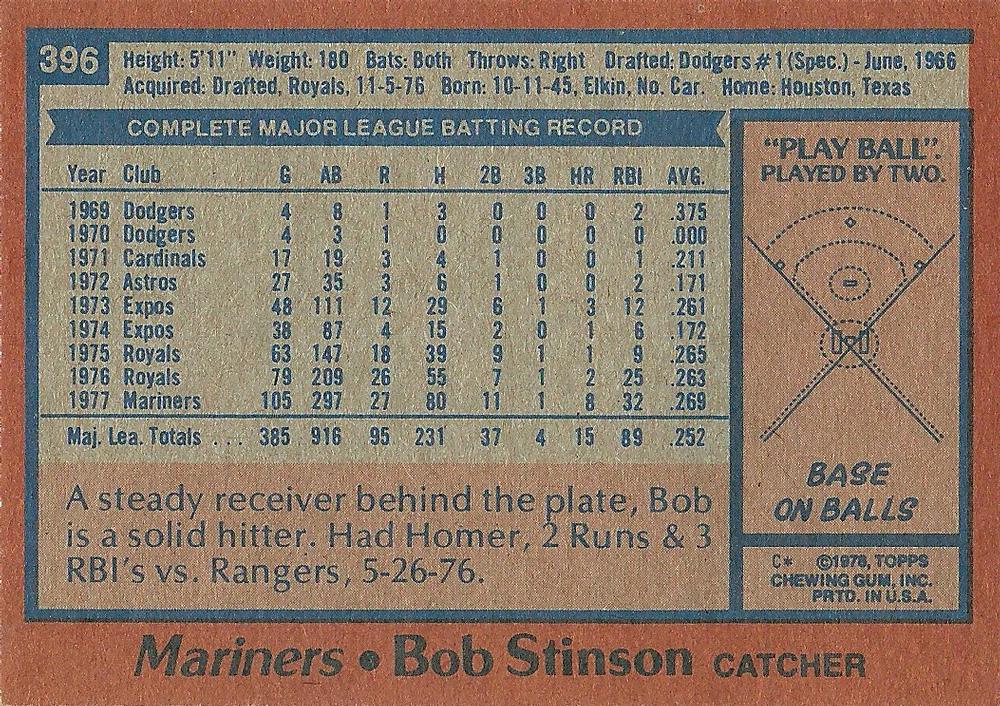 396
Height: 5'11" Weight: 180 Bats: Both Throws: Right Drafted: Dodgers #1 (Spec.) - June, 1966
Acquired: Drafted, Royals, 11-5-76 Born: 10-11-45, Elkin, No. Car. Home: Houston, Texas
COMPLETE MAJOR LEAGUE BATTING RECORD
Year Club G AB R H 2B 3B HR RBI AVG.
1969 Dodgers 4 8 1 3 0 0 0 2 .375
1970 Dodgers 4 3 1 0 0 0 0 0 .000
1971 Cardinals 17 19 3 4 1 0 0 1 .211
1972 Astros 27 35 3 6 1 0 0 2 .171
1973 Expos 48 111 12 29 6 1 3 12 .261
1974 Expos 38 87 4 15 2 0 1 6 .172
1975 Royals 63 147 18 39 9 1 1 9 .265
1976 Royals 79 209 26 55 7 1 2 25 .263
1977 Mariners 105 297 27 80 11 1 8 32 .269
Maj. Lea. Totals . . . 385 916 95 231 37 4 15 89 .252
A steady receiver behind the plate, Bob
is a solid hitter. Had Homer, 2 Runs & 3
RBI's vs. Rangers, 5-26-76.
"PLAY BALL".
PLAYED BY TWO.
BASE
ON BALLS
C* ©1978, TOPPS
CHEWING GUM, INC.
PRTD. IN U.S.A.
Mariners • Bob Stinson CATCHER